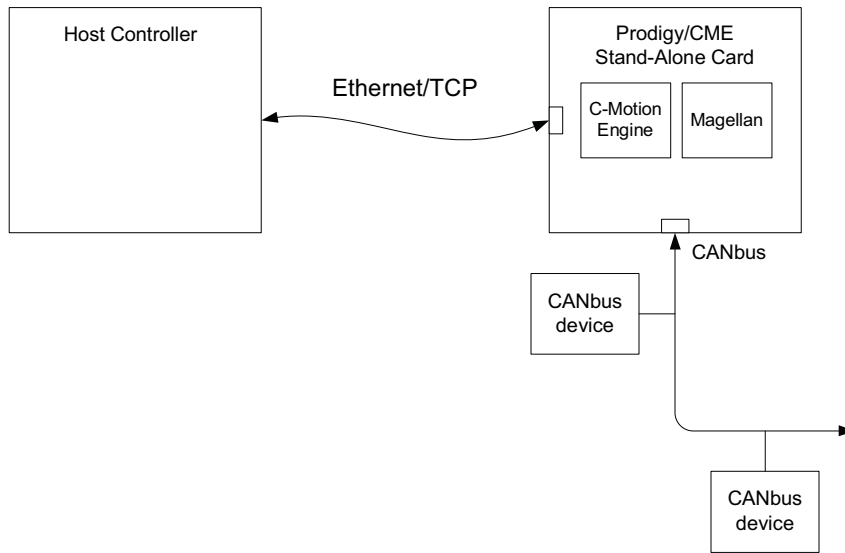 Host Controller
Prodigy/CME
Stand-Alone Card
Ethernet/TCP
C-Motion
Engine
Magellan
CANbus
CANbus
device
CANbus
device